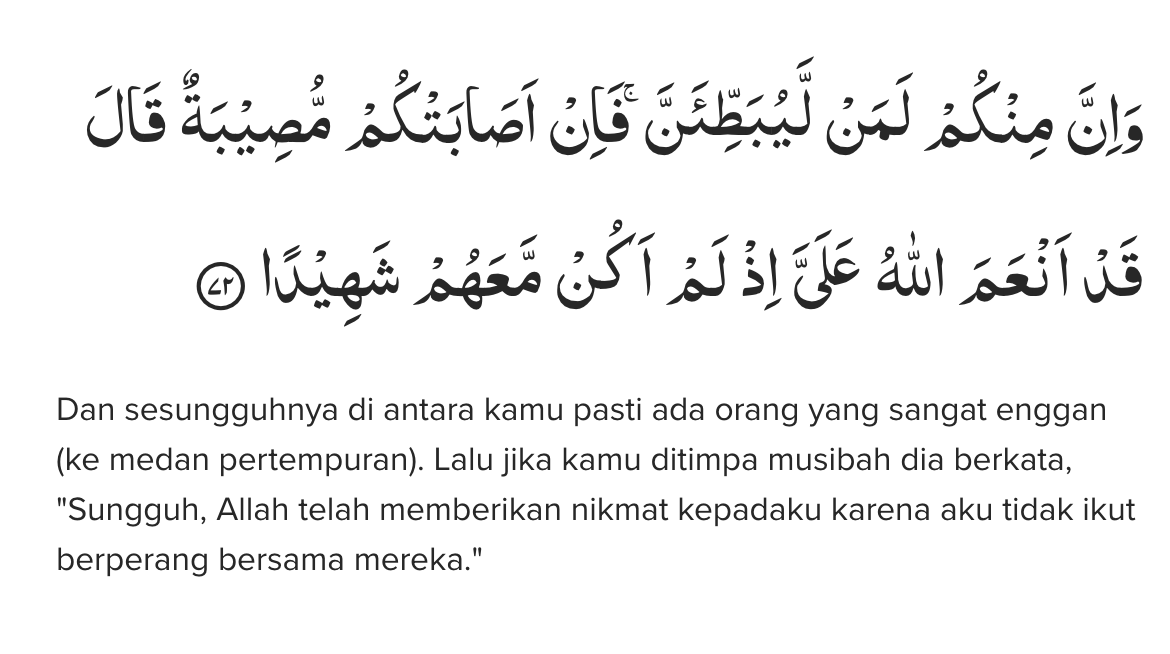 وَاِنَّ مِنْكُمْ لَمَنْ لَّيُبَطِّئَنَّۚ فَاِنْ اَصَابَتْكُمْ مُّصِيْبَةٌ قَالَ
قَدْ اَنْعَمَ اللّٰهُ عَلَيَّ اِذْ لَمْ اَكُنْ مَّعَهُمْ شَهِيْدًا ۝٧٢
Dan sesungguhnya di antara kamu pasti ada orang yang sangat enggan
(ke medan pertempuran). Lalu jika kamu ditimpa musibah dia berkata,
"Sungguh, Allah telah memberikan nikmat kepadaku karena aku tidak ikut
berperang bersama mereka."